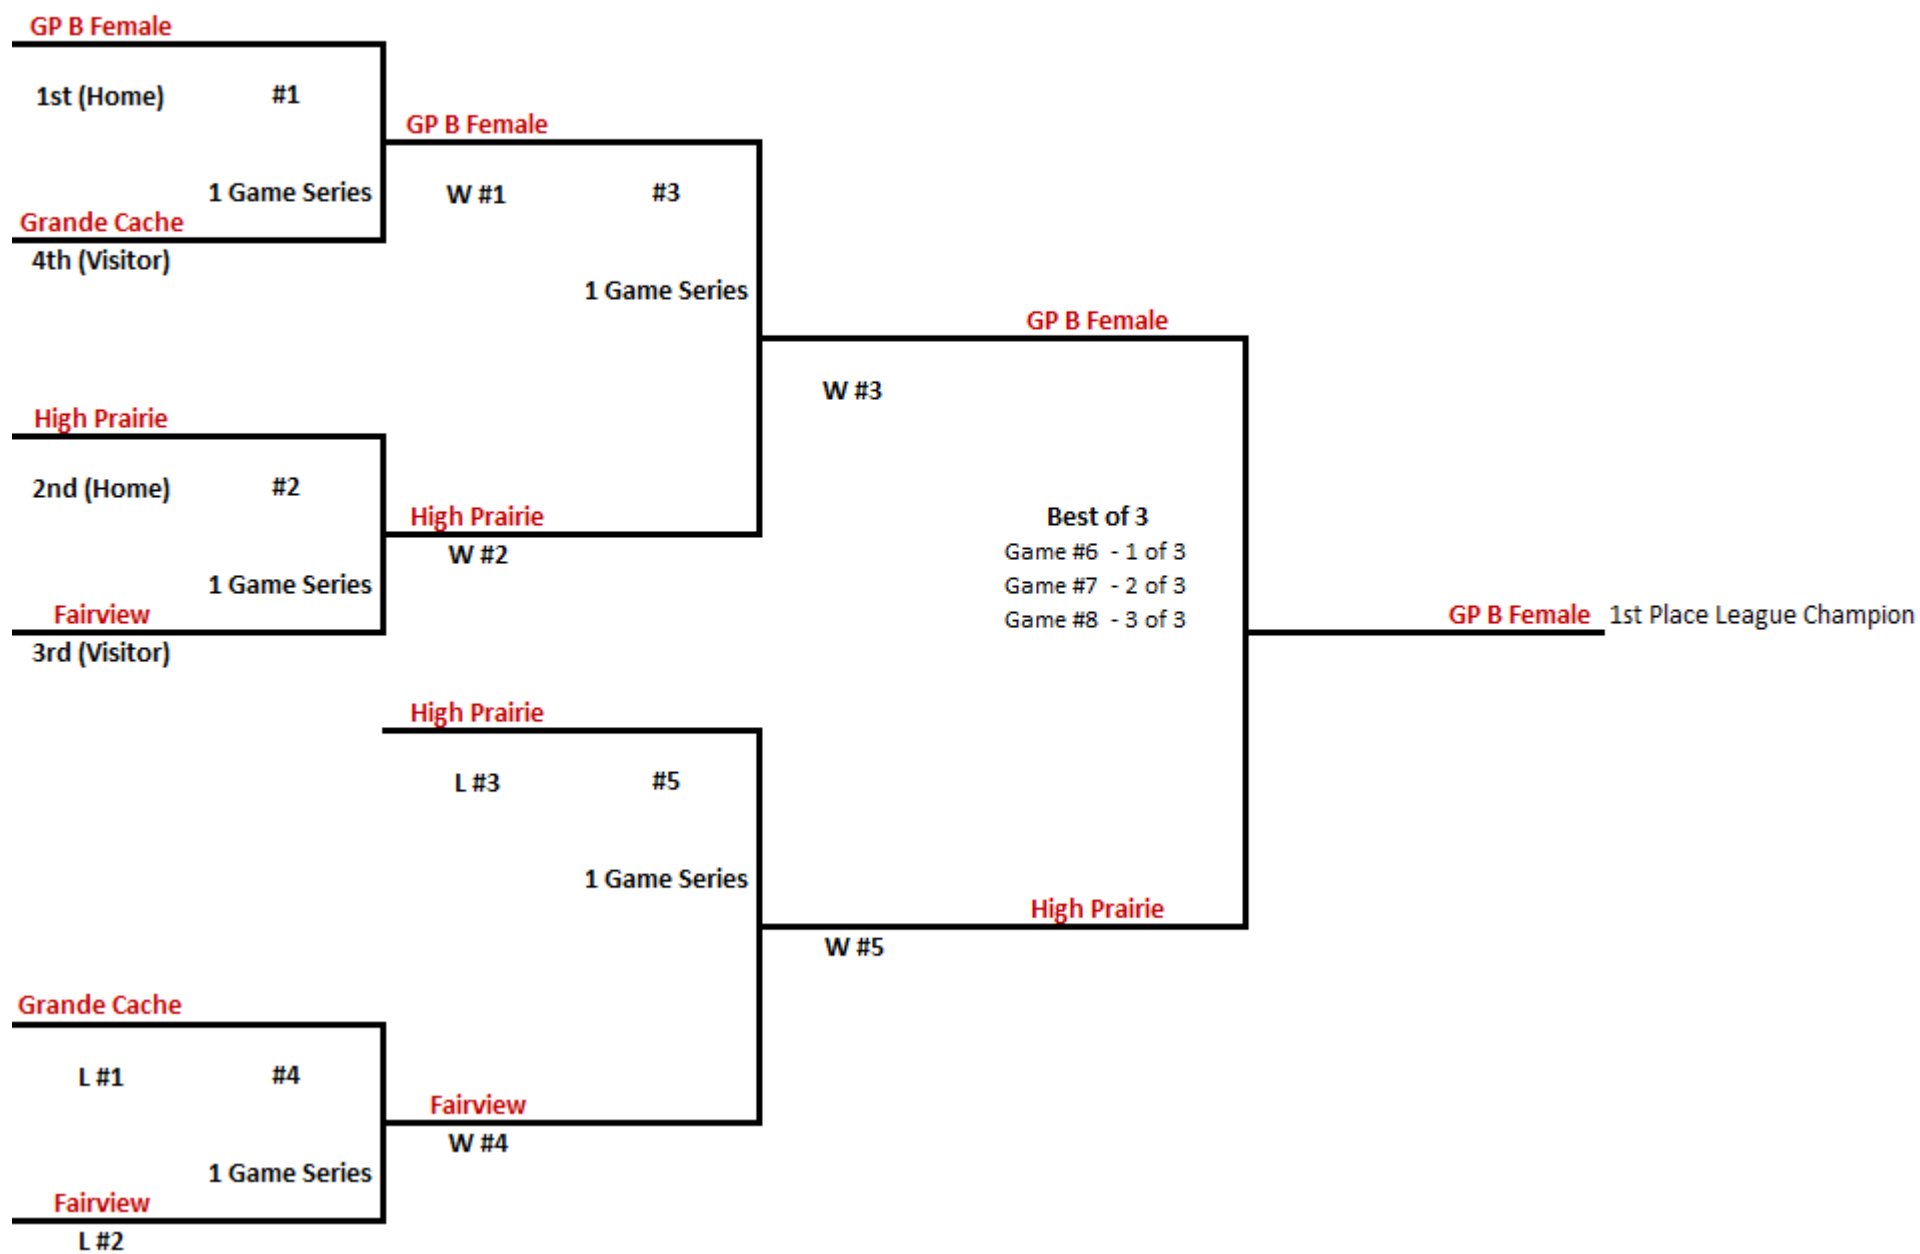 GP B Female
1st (Home) #1
GP B Female
1 Game Series
W #1 #3
Grande Cache
4th (Visitor)
1 Game Series
GP B Female
W #3
High Prairie
2nd (Home) #2
High Prairie
Best of 3
W #2
Game #6 - 1 of 3
1 Game Series
Game #7 - 2 of 3
Fairview
Game #8 - 3 of 3
GP B Female 1st Place League Champion
3rd (Visitor)
High Prairie
L #3 #5
1 Game Series
High Prairie
W #5
Grande Cache
L #1 #4
Fairview
W #4
1 Game Series
Fairview
L #2